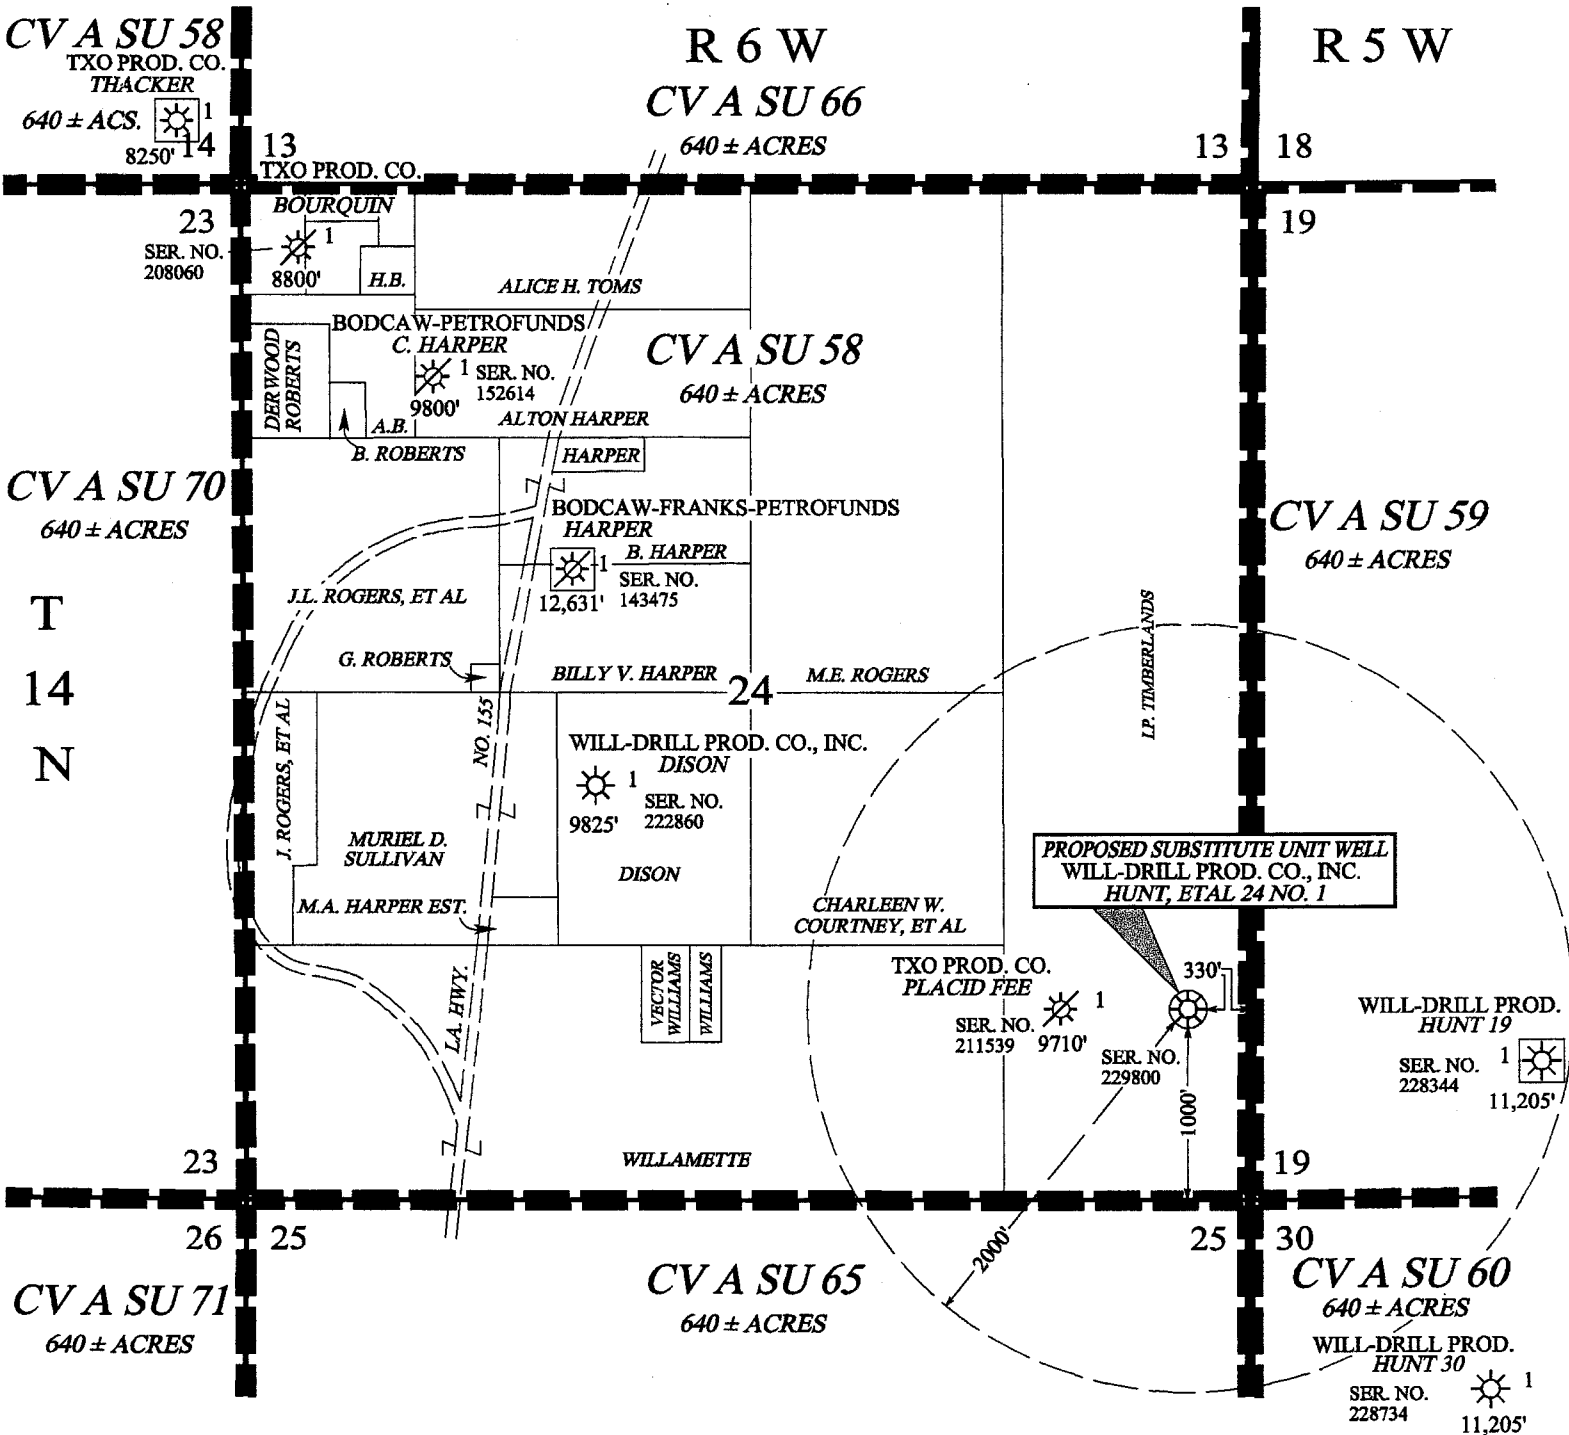 CV A SU 58
TXO PROD. CO.
THACKER
640 ± ACS.
1
8250'
14
13
R 6 W
CV A SU 66
640 ± ACRES
R 5 W
13
18
TXO PROD. CO.
BOURQUIN
23
SER. NO.
208060
1
8800'
H.B.
ALICE H. TOMS
19
BODCAW-PETROFUNDS
C. HARPER
1
SER. NO.
152614
9800'
DERWOOD
ROBERTS
A.B.
B. ROBERTS
ALTON HARPER
CV A SU 58
640 ± ACRES
HARPER
CV A SU 70
640 ± ACRES
BODCAW-FRANKS-PETROFUNDS
HARPER
B. HARPER
1
SER. NO.
143475
12,631'
CV A SU 59
640 ± ACRES
T
14
N
J.L. ROGERS, ET AL
G. ROBERTS
BILLY V. HARPER
M.E. ROGERS
24
I.P. TIMBERLANDS
J. ROGERS, ET AL
NO. 155
WILL-DRILL PROD. CO., INC.
DISON
1
SER. NO.
222860
9825'
MURIEL D.
SULLIVAN
DISON
M.A. HARPER EST.
CHARLEEN W.
COURTNEY, ET AL
PROPOSED SUBSTITUTE UNIT WELL
WILL-DRILL PROD. CO., INC.
HUNT, ETAL 24 NO. 1
LA. HWY.
VECTOR
WILLIAMS
WILLIAMS
TXO PROD. CO.
PLACID FEE
1
SER. NO.
211539
9710'
330'
SER. NO.
229800
1000'
WILL-DRILL PROD.
HUNT 19
1
SER. NO.
228344
11,205'
WILLAMETTE
23
19
26
25
2000'
25
30
CV A SU 71
640 ± ACRES
CV A SU 65
640 ± ACRES
CV A SU 60
640 ± ACRES
WILL-DRILL PROD.
HUNT 30
1
SER. NO.
228734
11,205'